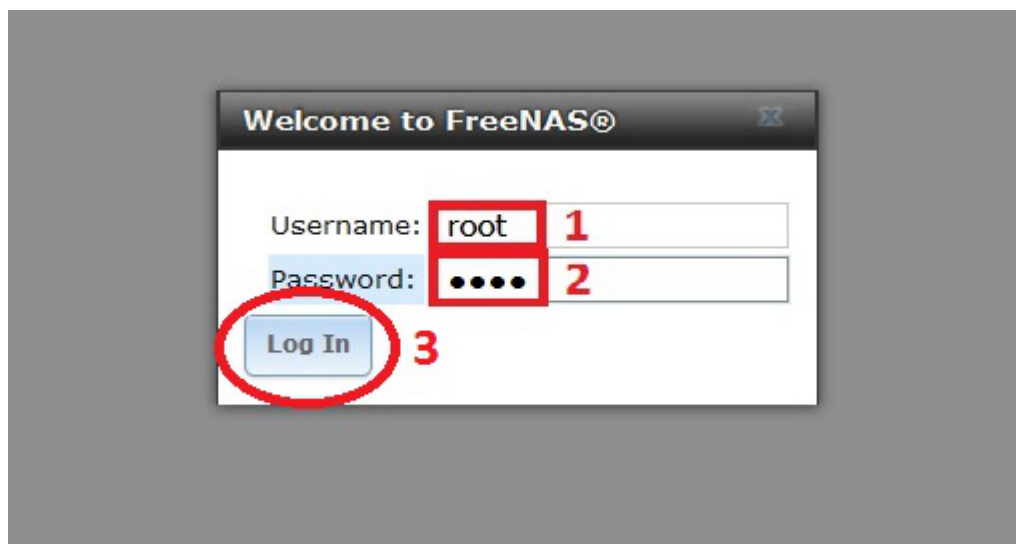 Welcome to FreeNAS®
Username: root 1
Password: •••• 2
Log In 3